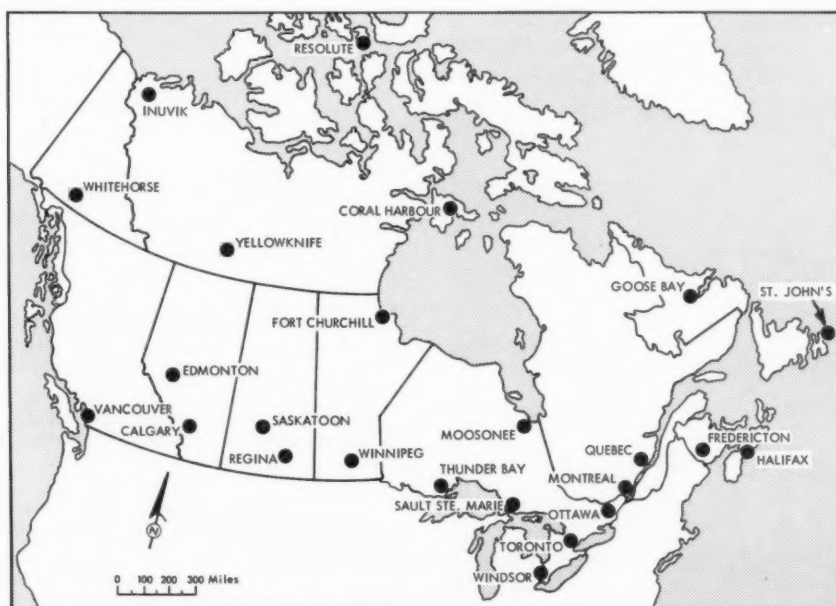 RESOLUTE
INUVIK
WHITEHORSE
CORAL HARBOUR
YELLOWKNIFE
GOOSE BAY
ST. JOHN'S
FORT CHURCHILL
EDMONTON
VANCOUVER
CALGARY
SASKATOON
MOOSONEE
FREDERICTON
QUEBEC
REGINA
WINNIPEG
HALIFAX
THUNDER BAY
MONTREAL
SAULT STE. MARIE
OTTAWA
N
TORONTO
WINDSOR
0 100 200 300 Miles